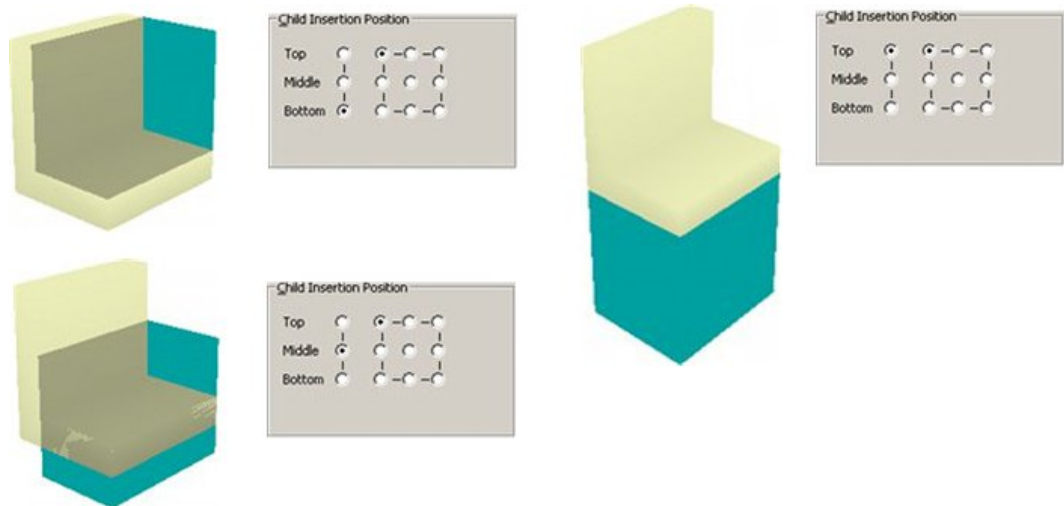 Child Insertion Position
Top
Middle
Bottom
Child Insertion Position
Top
Middle
Bottom
Child Insertion Position
Top
Middle
Bottom